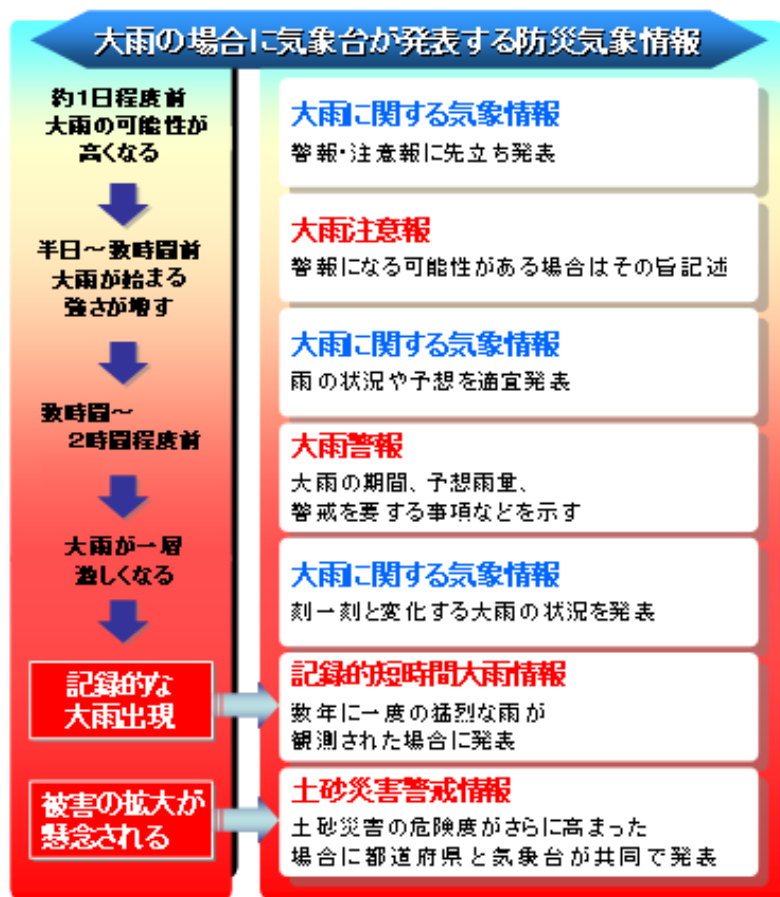 大雨の場合に気象台が発表する防災気象情報
約1日程度前
大雨の可能性が
高くなる
大雨に関する気象情報
警報・注意報に先立ち発表
半日～数時間前
大雨が始まる
強さが増す
大雨注意報
警報になる可能性がある場合はその旨記述
大雨に関する気象情報
雨の状況や予想を適宜発表
数時間～
2時間程度前
大雨警報
大雨の期間、予想雨量、
警戒を要する事項などを示す
大雨が一層
激しくなる
大雨に関する気象情報
刻一刻と変化する大雨の状況を発表
記録的な
大雨出現
記録的短時間大雨情報
数年に一度の猛烈な雨が
観測された場合に発表
被害の拡大が
懸念される
土砂災害警戒情報
土砂災害の危険度がさらに高まった
場合に都道府県と気象台が共同で発表